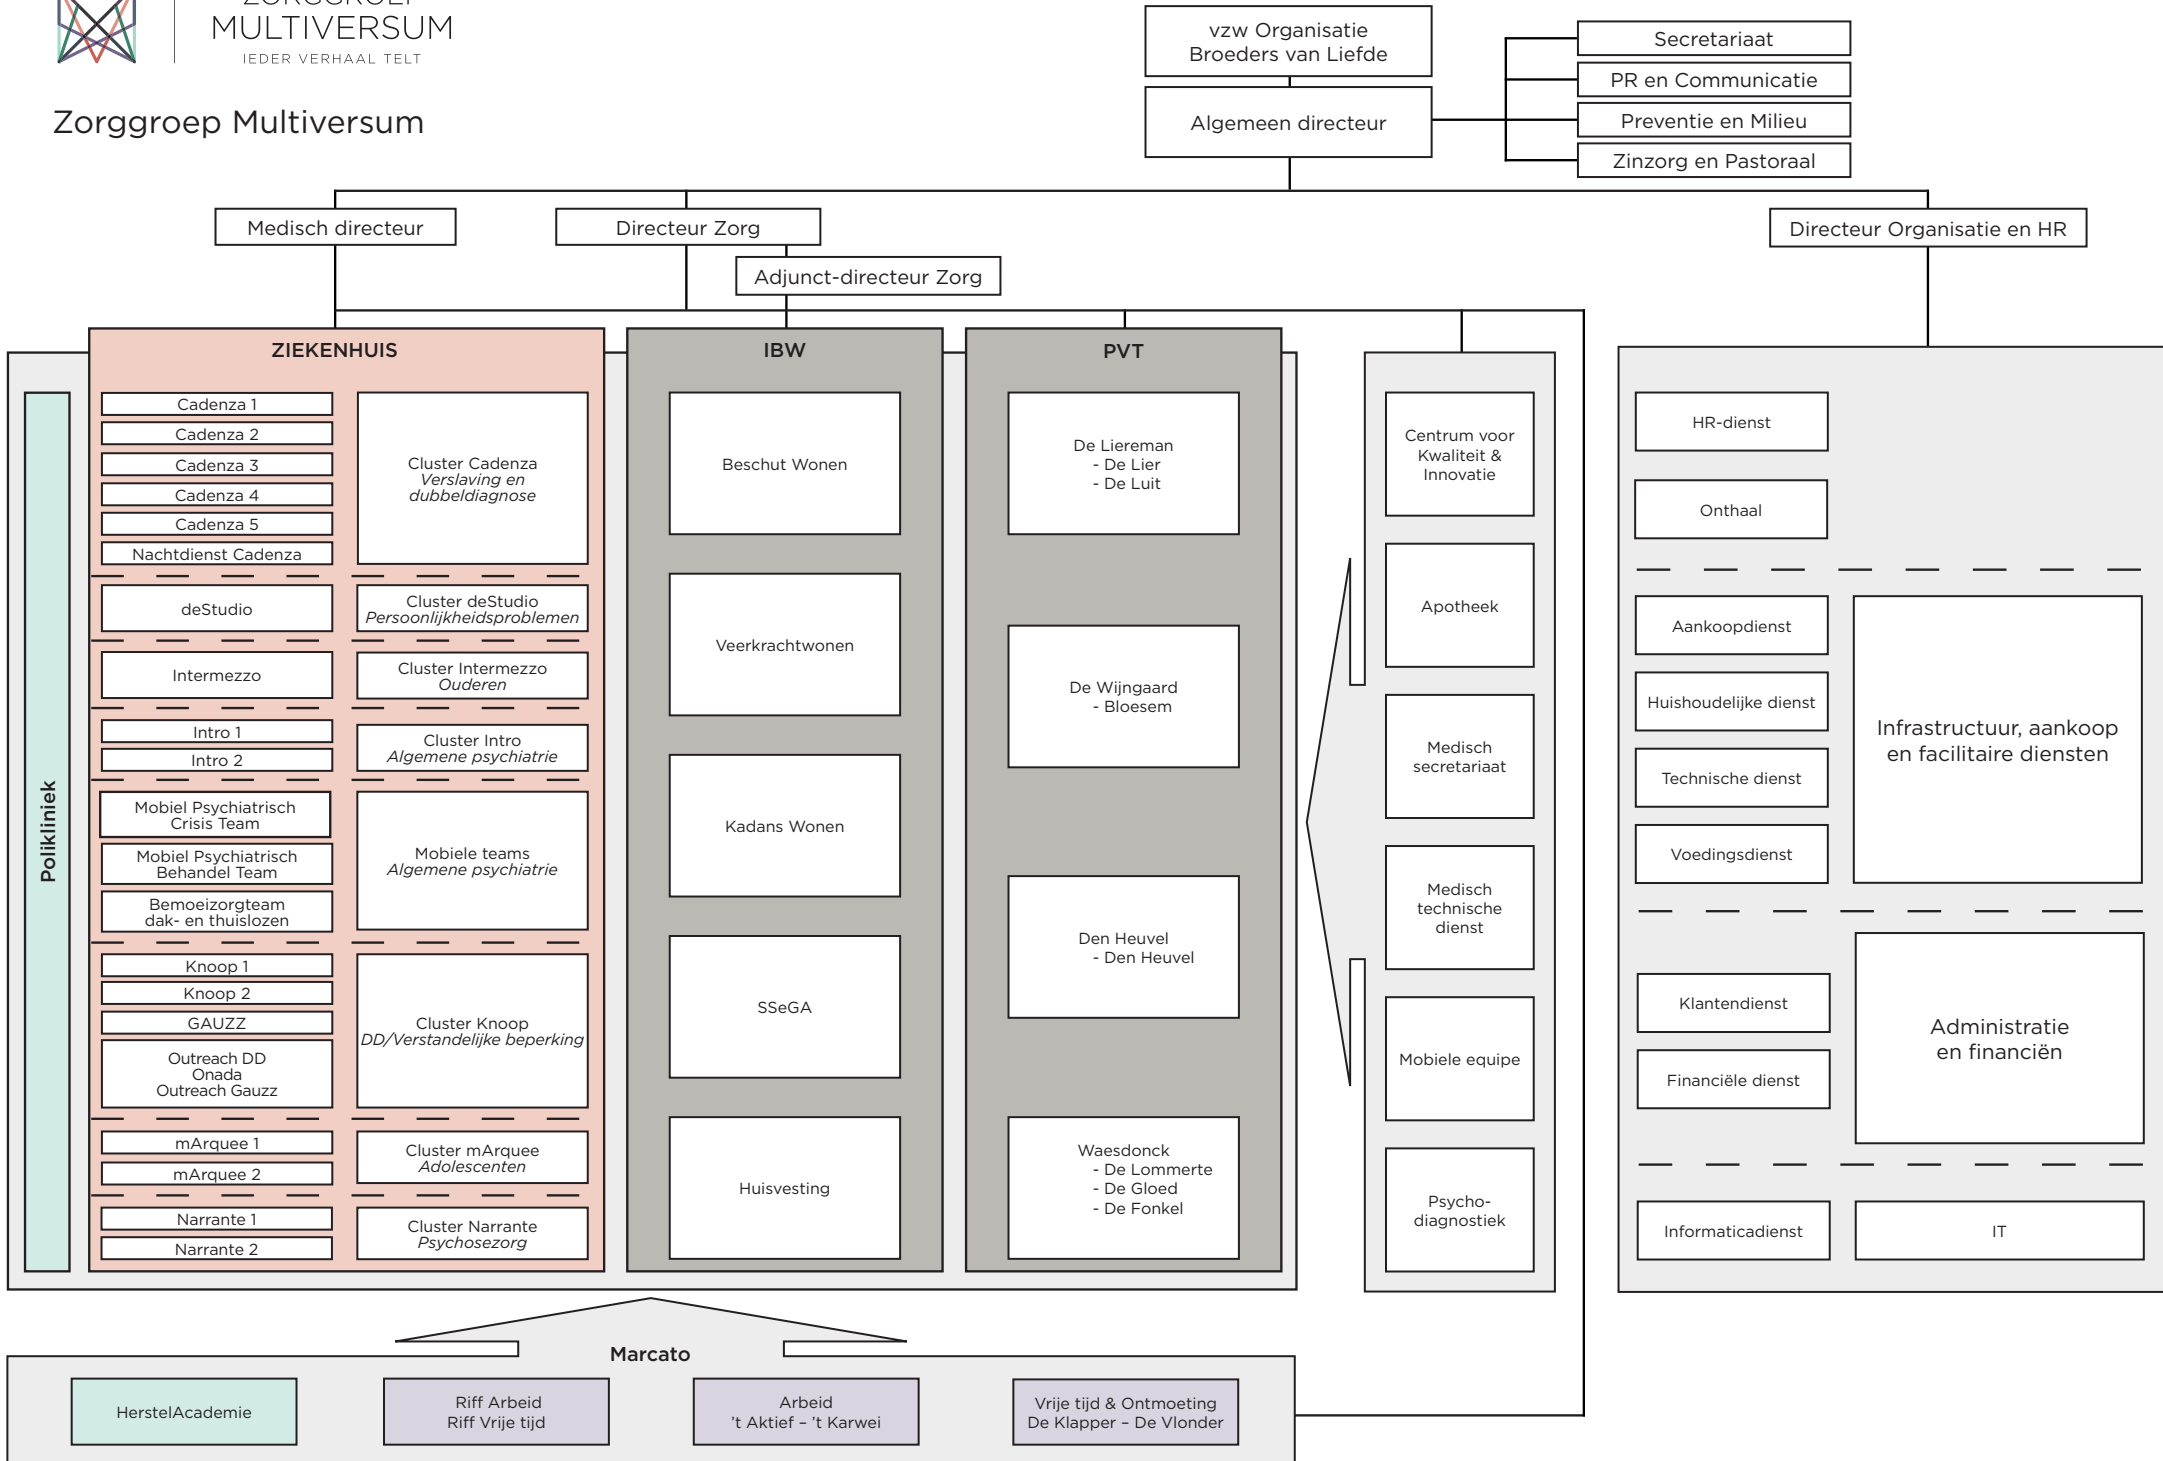 ZORGGROEP
MULTIVERSUM
IEDER VERHAAL TELT
Zorggroep Multiversum
vzw Organisatie
Broeders van Liefde
Algemeen directeur
Secretariaat
PR en Communicatie
Preventie en Milieu
Zinzorg en Pastoraal
Medisch directeur
Directeur Zorg
Adjunct-directeur Zorg
Directeur Organisatie en HR
Polikliniek
ZIEKENHUIS
Cadenza 1
Cadenza 2
Cadenza 3
Cadenza 4
Cadenza 5
Nachtdienst Cadenza
Cluster Cadenza
Verslaving en
dubbeldiagnose
deStudio
Cluster deStudio
Persoonlijkheidsproblemen
Intermezzo
Cluster Intermezzo
Ouderen
Intro 1
Intro 2
Cluster Intro
Algemene psychiatrie
Mobiel Psychiatrisch
Crisis Team
Mobiel Psychiatrisch
Behandel Team
Bemoeizorgteam
dak- en thuislozen
Mobiele teams
Algemene psychiatrie
Knoop 1
Knoop 2
GAUZZ
Outreach DD
Onada
Outreach Gauzz
Cluster Knoop
DD/Verstandelijke beperking
mArquee 1
mArquee 2
Cluster mArquee
Adolescenten
Narrante 1
Narrante 2
Cluster Narrante
Psychosezorg
IBW
Beschut Wonen
Veerkrachtwonen
Kadans Wonen
SSeGA
Huisvesting
PVT
De Liereman
- De Lier
- De Luit
De Wijngaard
- Bloesem
Den Heuvel
- Den Heuvel
Waesdonck
- De Lommerte
- De Gloed
- De Fonkel
Centrum voor
Kwaliteit &
Innovatie
Apotheek
Medisch
secretariaat
Medisch
technische
dienst
Mobiele equipe
Psycho-
diagnostiek
HR-dienst
Onthaal
Aankoopdienst
Huishoudelijke dienst
Technische dienst
Voedingsdienst
Infrastructuur, aankoop
en facilitaire diensten
Klantendienst
Financiële dienst
Administratie
en financiën
Informaticadienst
IT
Marcato
HerstelAcademie
Riff Arbeid
Riff Vrije tijd
Arbeid
’t Aktief – ’t Karwei
Vrije tijd & Ontmoeting
De Klapper – De Vlonder